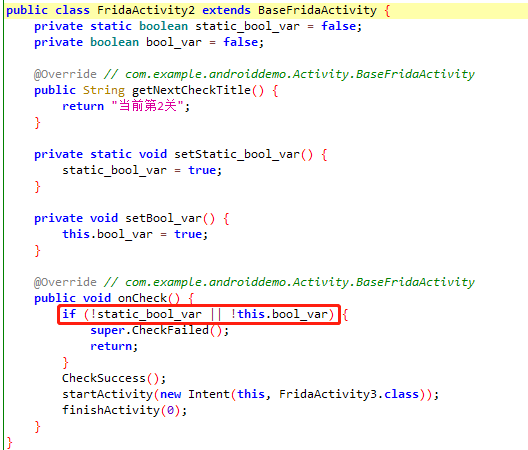 public class FridaActivity2 extends BaseFridaActivity {
    private static boolean static_bool_var = false;
    private boolean bool_var = false;

    @Override // com.example.androiddemo.Activity.BaseFridaActivity
    public String getNextCheckTitle() {
        return "当前第2关";
    }

    private static void setStatic_bool_var() {
        static_bool_var = true;
    }

    private void setBool_var() {
        this.bool_var = true;
    }

    @Override // com.example.androiddemo.Activity.BaseFridaActivity
    public void onCheck() {
        if (!static_bool_var || !this.bool_var) {
            super.CheckFailed();
            return;
        }
        CheckSuccess();
        startActivity(new Intent(this, FridaActivity3.class));
        finishActivity(0);
    }
}